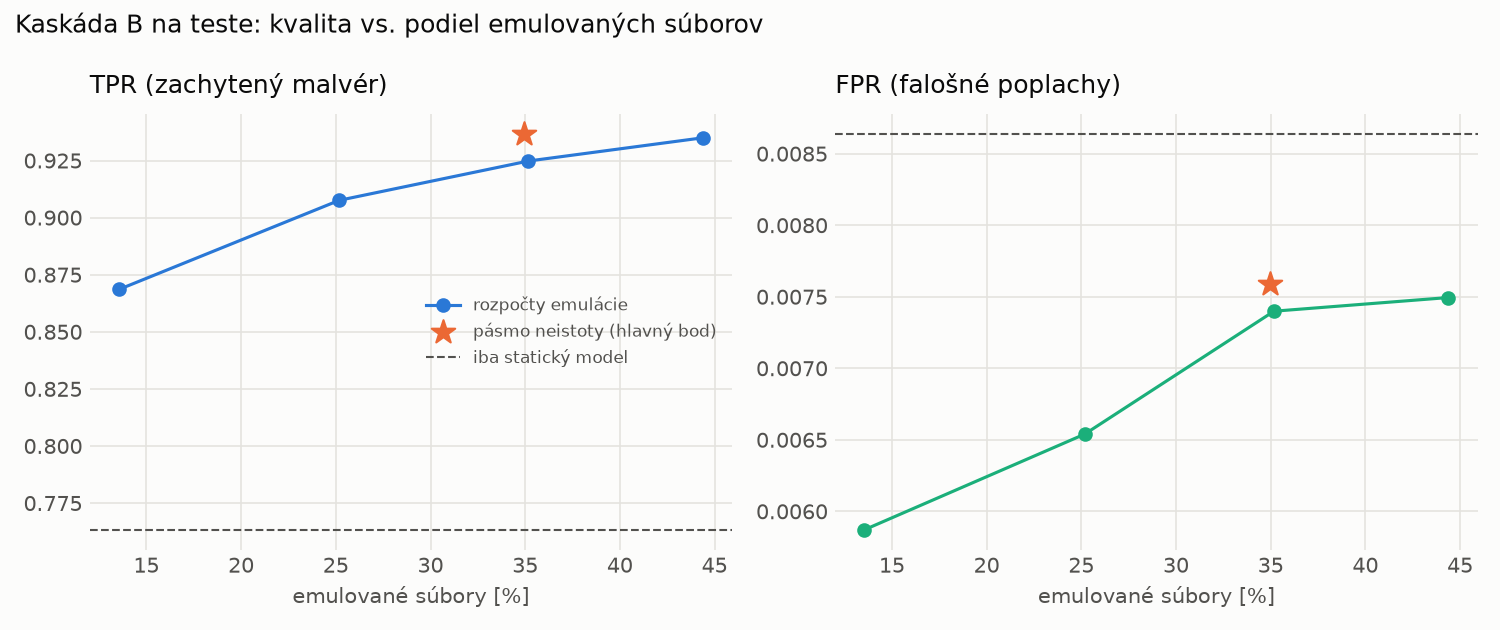 Kaskáda B na teste: kvalita vs. podiel emulovaných súborov
TPR (zachytený malvér)
0.925
0.900
0.875
0.850
0.825
0.800
0.775
rozpočty emulácie
pásmo neistoty (hlavný bod)
iba statický model
15 20 25 30 35 40 45
emulované súbory [%]
FPR (falošné poplachy)
0.0085
0.0080
0.0075
0.0070
0.0065
0.0060
15 20 25 30 35 40 45
emulované súbory [%]